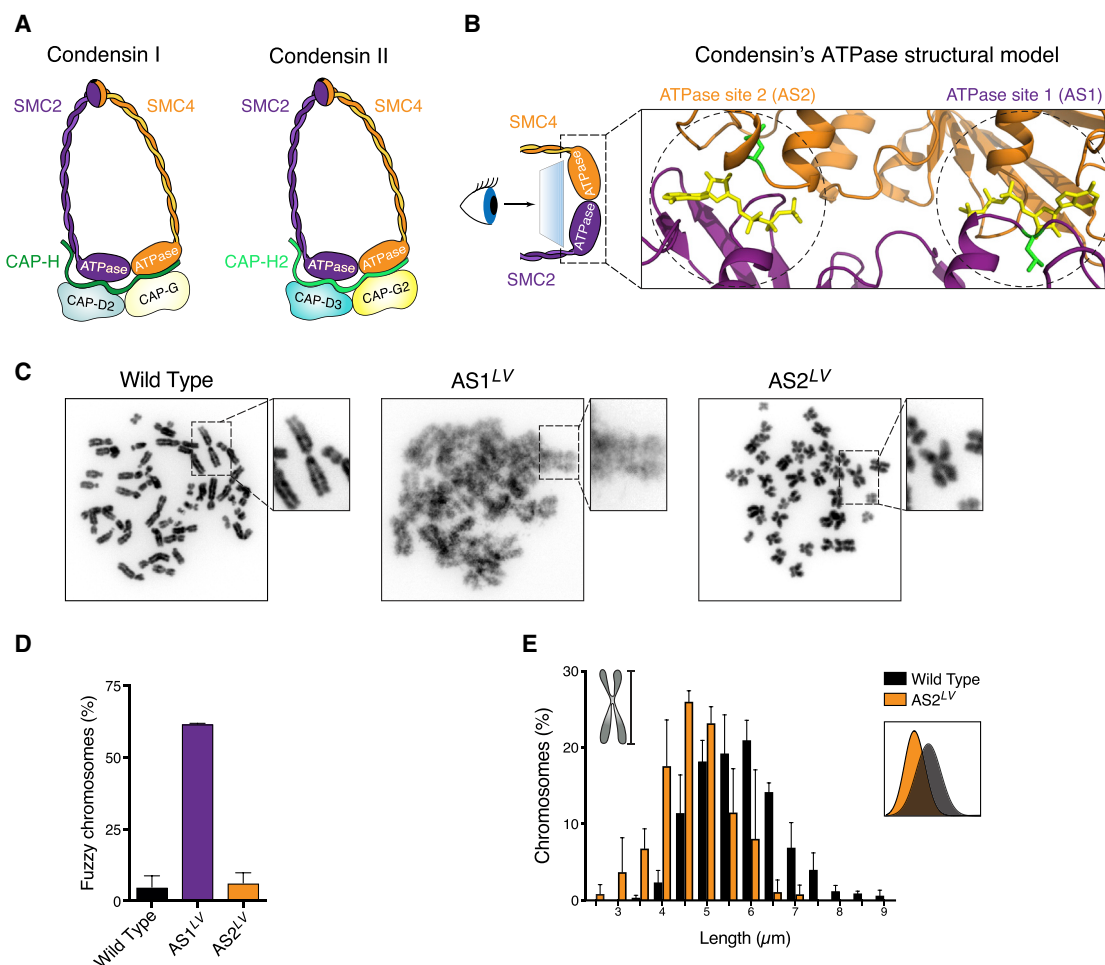 A
Condensin I
Condensin II
SMC2
SMC4
SMC2
SMC4
ATPase
ATPase
ATPase
ATPase
CAP-H
CAP-H2
CAP-D2
CAP-G
CAP-D3
CAP-G2
B
Condensin's ATPase structural model
ATPase site 2 (AS2)
ATPase site 1 (AS1)
SMC4
ATPase
ATPase
SMC2
C
Wild Type
AS1LV
AS2LV
D
Fuzzy chromosomes (%)
75
50
25
0
Wild Type
AS1LV
AS2LV
E
Chromosomes (%)
30
20
10
0
3 4 5 6 7 8 9
Length (µm)
Wild Type
AS2LV